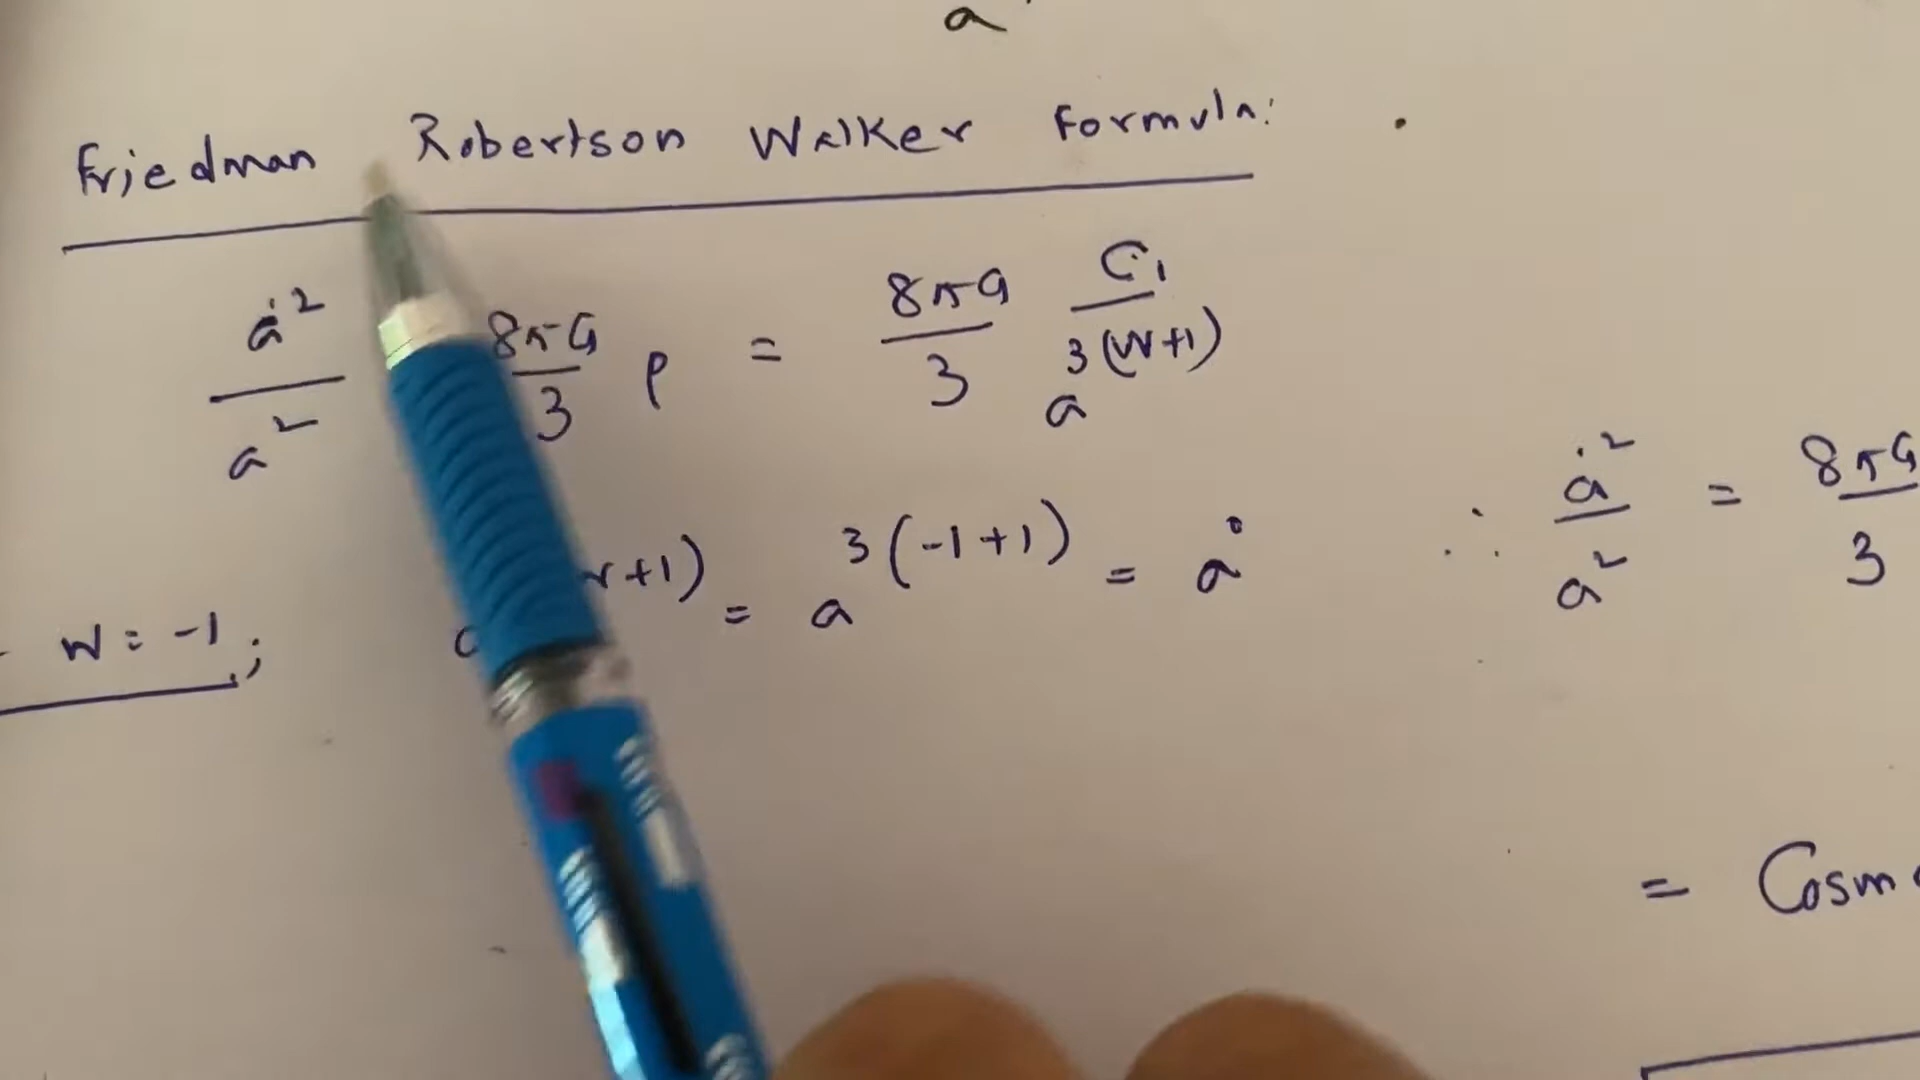 a
Friedman Robertson Walker Formula:
ȧ²/a² 8πG/3 ρ = 8πG/3 C₁/a^3(w+1)
w = -1; +1) = a^3(-1+1) = a° ∴ ȧ²/a² = 8πG/3
= Cosm